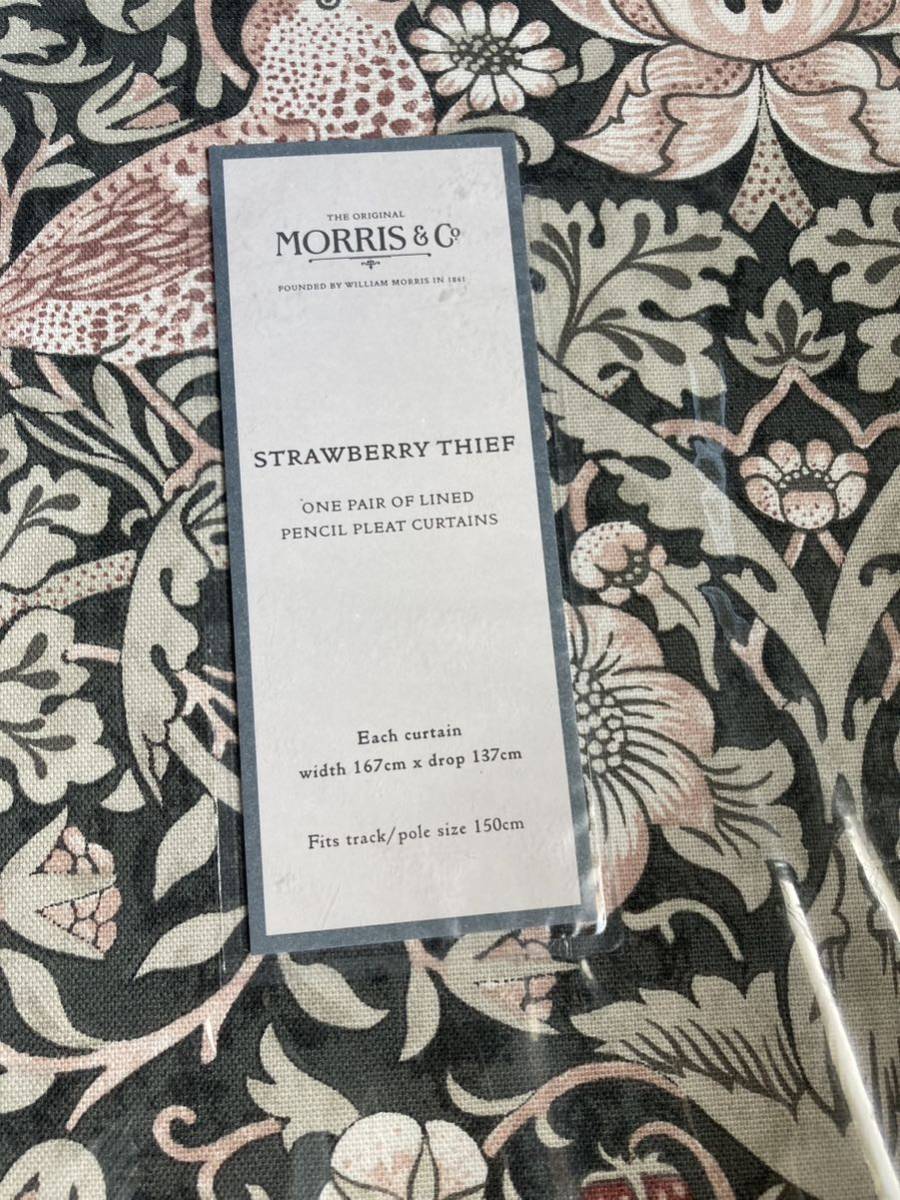 THE ORIGINAL
MORRIS & Co.
FOUNDED BY WILLIAM MORRIS IN 1861
STRAWBERRY THIEF
ONE PAIR OF LINED
PENCIL PLEAT CURTAINS
Each curtain
width 167cm x drop 137cm
Fits track/pole size 150cm